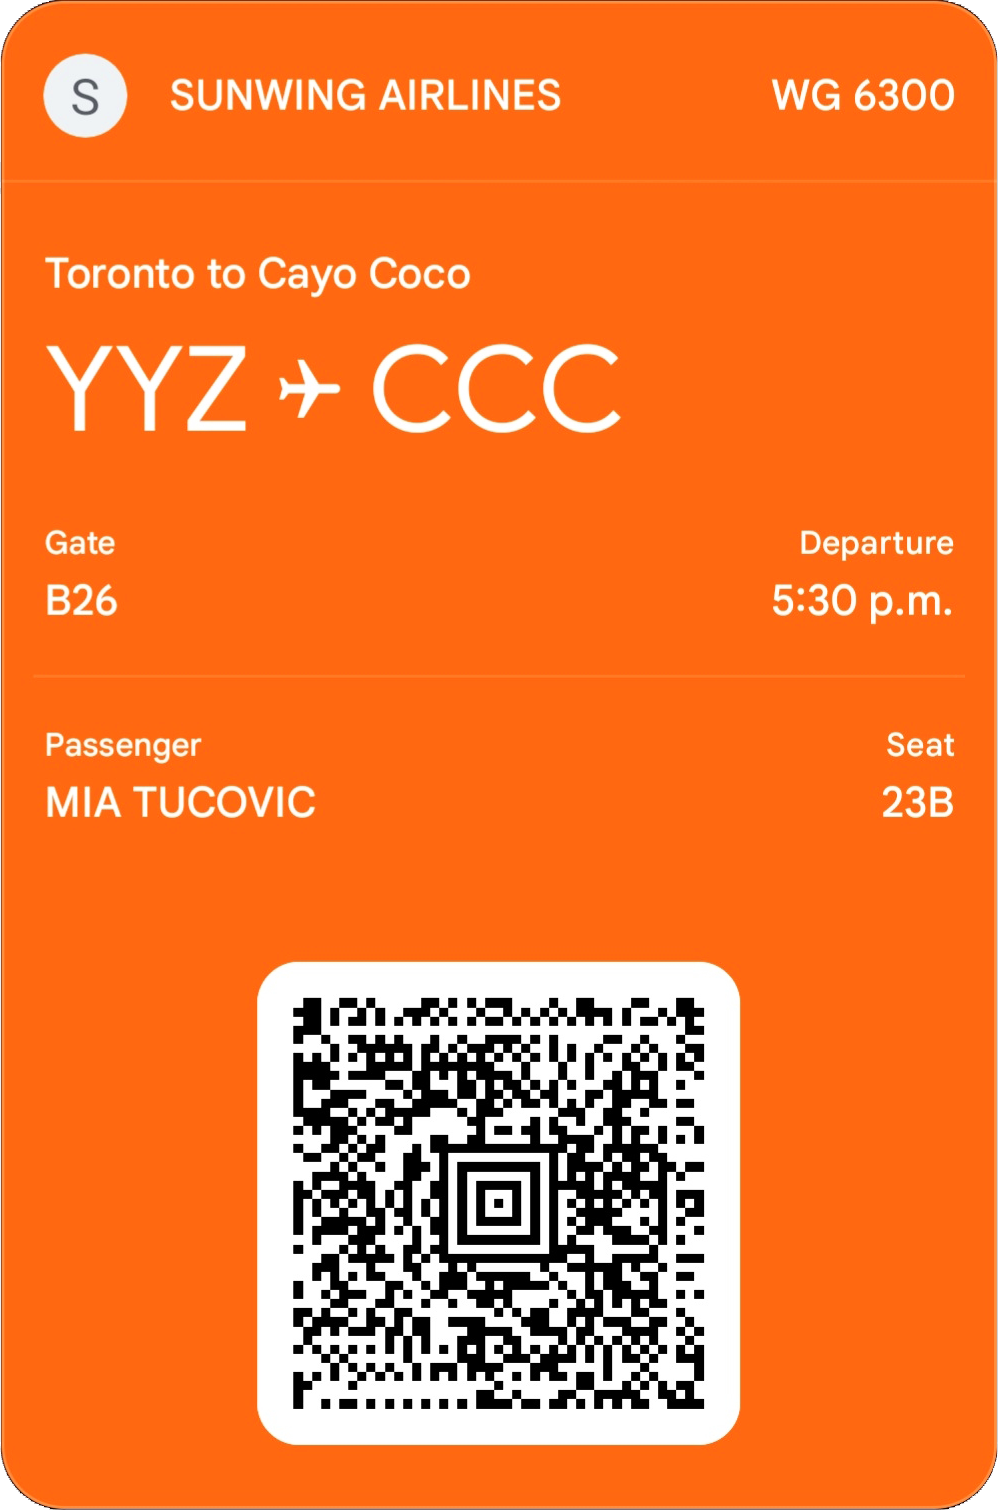 S SUNWING AIRLINES WG 6300
Toronto to Cayo Coco
YYZ CCC
Gate Departure
B26 5:30 p.m.
Passenger Seat
MIA TUCOVIC 23B